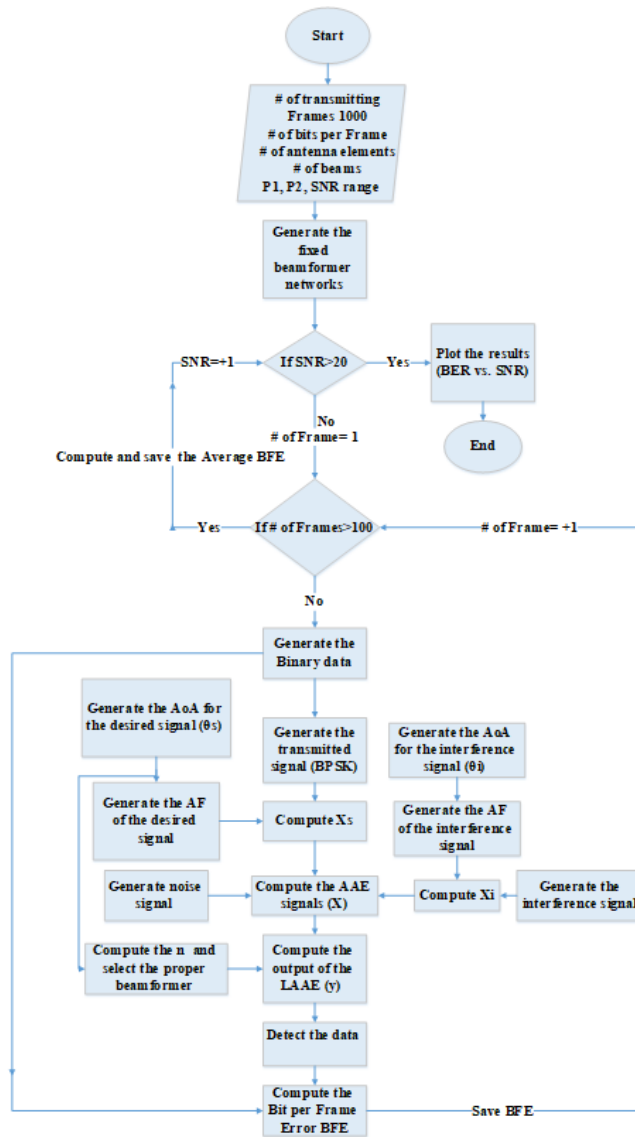 Start
# of transmitting
Frames 1000
# of bits per Frame
# of antenna elements
# of beams
P1, P2, SNR range
Generate the
fixed
beamformer
networks
SNR=+1
If SNR>20
Yes
Plot the results
(BER vs. SNR)
No
# of Frame= 1
End
Compute and save the Average BFE
Yes
If # of Frames>100
# of Frame= +1
No
Generate the
Binary data
Generate the AoA for
the desired signal (θs)
Generate the
transmitted
signal (BPSK)
Generate the AoA
for the interference
signal (θi)
Generate the AF
of the desired
signal
Compute Xs
Generate the AF
of the interference
signal
Generate noise
signal
Compute the AAE
signals (X)
Compute Xi
Generate the
interference signal
Compute the n and
select the proper
beamformer
Compute the
output of the
LAAE (y)
Detect the data
Compute the
Bit per Frame
Error BFE
Save BFE